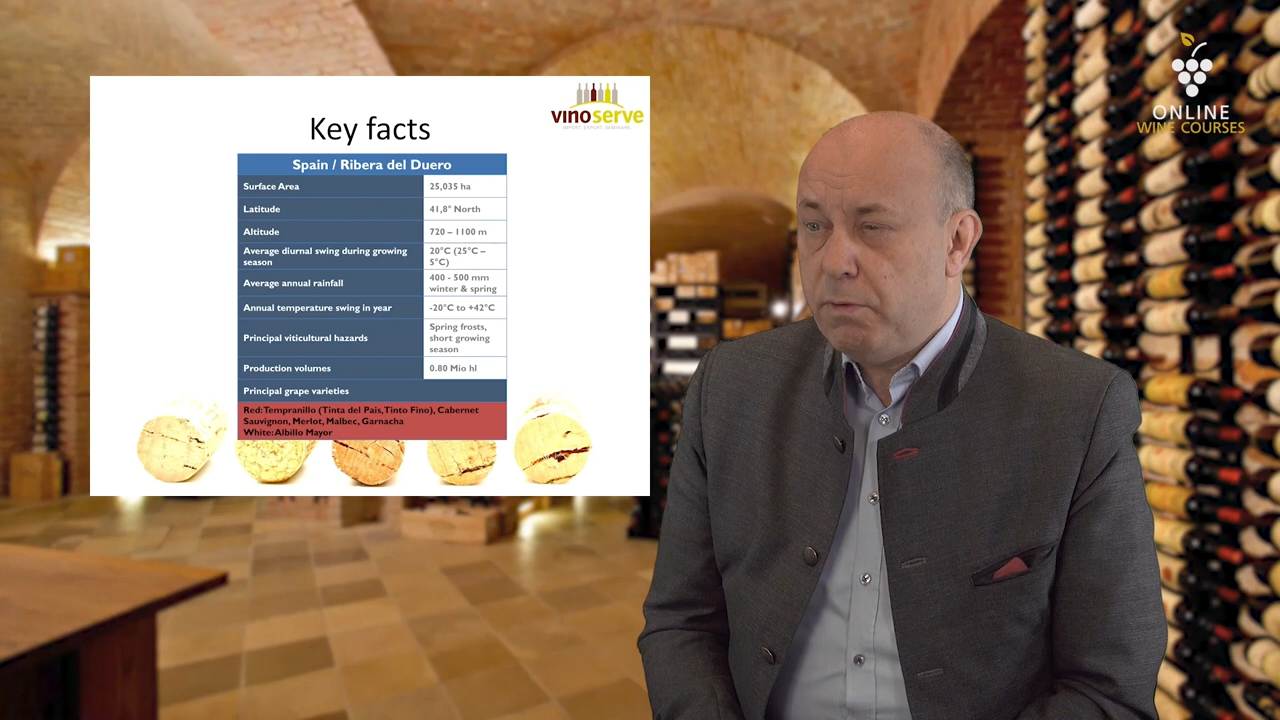 ONLINE
WINE COURSES
vinoserve
IMPORT. EXPORT. SEMINARS.
Key facts
Spain / Ribera del Duero
Surface Area 25,035 ha
Latitude 41,8° North
Altitude 720 – 1100 m
Average diurnal swing during growing
season
20°C (25°C –
5°C)
Average annual rainfall
400 - 500 mm
winter & spring
Annual temperature swing in year -20°C to +42°C
Principal viticultural hazards
Spring frosts,
short growing
season
Production volumes 0.80 Mio hl
Principal grape varieties
Red: Tempranillo (Tinta del Pais, Tinto Fino), Cabernet
Sauvignon, Merlot, Malbec, Garnacha
White: Albillo Mayor